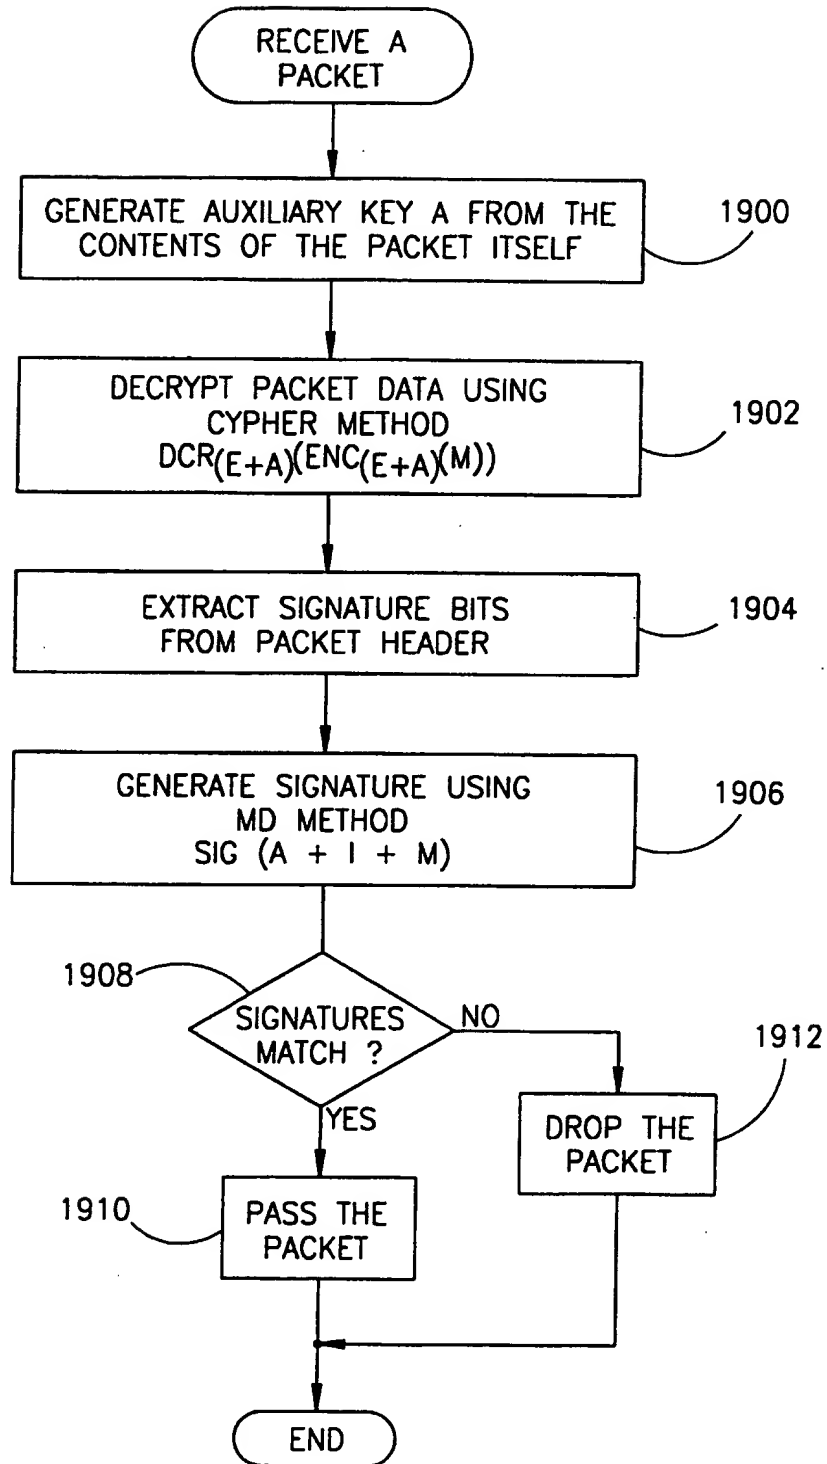 RECEIVE A
PACKET
GENERATE AUXILIARY KEY A FROM THE
CONTENTS OF THE PACKET ITSELF
1900
DECRYPT PACKET DATA USING
CYPHER METHOD
DCR(E+A)(ENC(E+A)(M))
1902
EXTRACT SIGNATURE BITS
FROM PACKET HEADER
1904
GENERATE SIGNATURE USING
MD METHOD
SIG (A + I + M)
1906
1908
SIGNATURES
MATCH ?
NO
YES
1912
DROP THE
PACKET
1910
PASS THE
PACKET
END